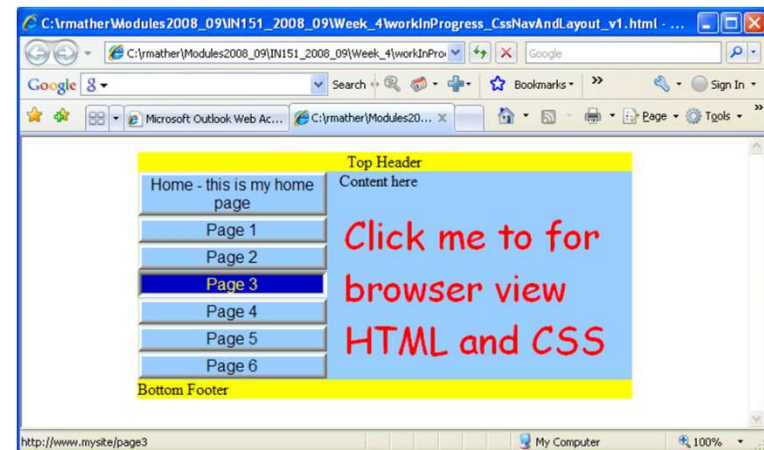 C:\rmather\Modules2008_09\IN151_2008_09\Week_4\workInProgress_CssNavAndLayout_v1.html - ...
C:\rmather\Modules2008_09\IN151_2008_09\Week_4\workInPro
Google
Google
Search
Bookmarks
Sign In
Microsoft Outlook Web Ac...
C:\rmather\Modules20...
Page
Tools
Top Header
Home - this is my home
page
Content here
Page 1
Page 2
Page 3
Page 4
Page 5
Page 6
Click me to for
browser view
HTML and CSS
Bottom Footer
http://www.mysite/page3
My Computer
100%